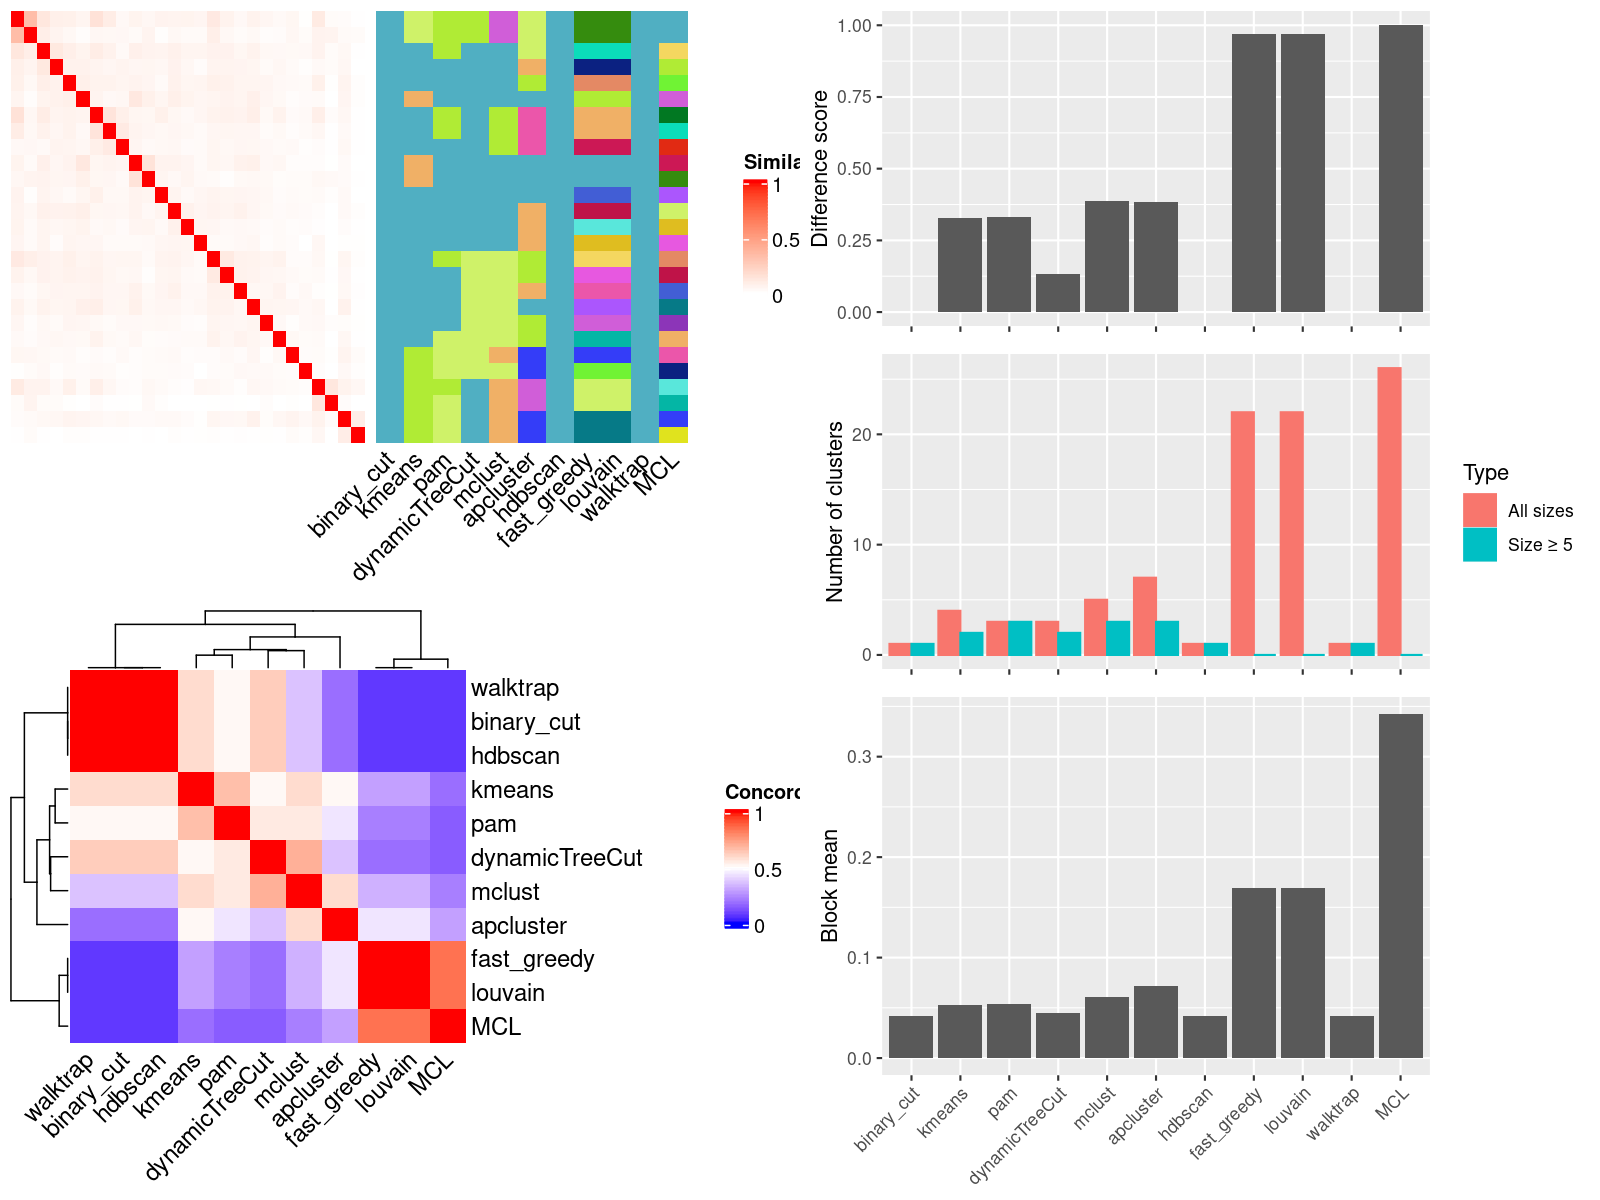 Simila
1
0.5
0
binary_cut
kmeans
pam
dynamicTreeCut
mclust
apcluster
hdbscan
fast_greedy
louvain
walktrap
MCL
walktrap
binary_cut
hdbscan
kmeans
pam
dynamicTreeCut
mclust
apcluster
fast_greedy
louvain
MCL
walktrap
binary_cut
hdbscan
kmeans
pam
dynamicTreeCut
mclust
apcluster
fast_greedy
louvain
MCL
Concord
1
0.5
0
Difference score
1.00
0.75
0.50
0.25
0.00
Number of clusters
20
10
0
Type
All sizes
Size ≥ 5
Block mean
0.3
0.2
0.1
0.0
binary_cut
kmeans
pam
dynamicTreeCut
mclust
apcluster
hdbscan
fast_greedy
louvain
walktrap
MCL